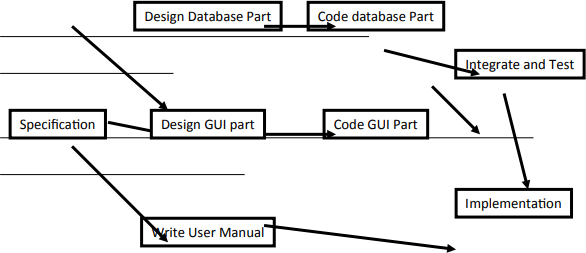 Design Database Part
Code database Part
Integrate and Test
Specification
Design GUI part
Code GUI Part
Implementation
Write User Manual